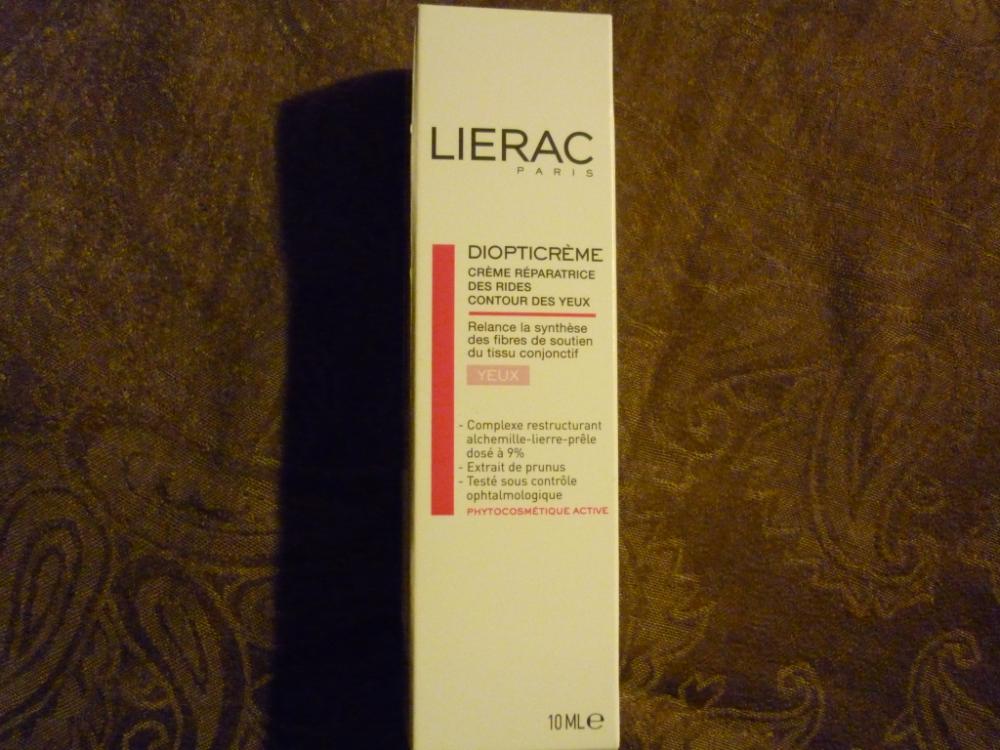 LIERAC
PARIS
DIOPTICRÈME
CRÈME RÉPARATRICE
DES RIDES
CONTOUR DES YEUX
Relance la synthèse
des fibres de soutien
du tissu conjonctif
YEUX
- Complexe restructurant
alchemille-lierre-prêle
dosé à 9%
- Extrait de prunus
- Testé sous contrôle
ophtalmologique
PHYTOCOSMÉTIQUE ACTIVE
10 ML e